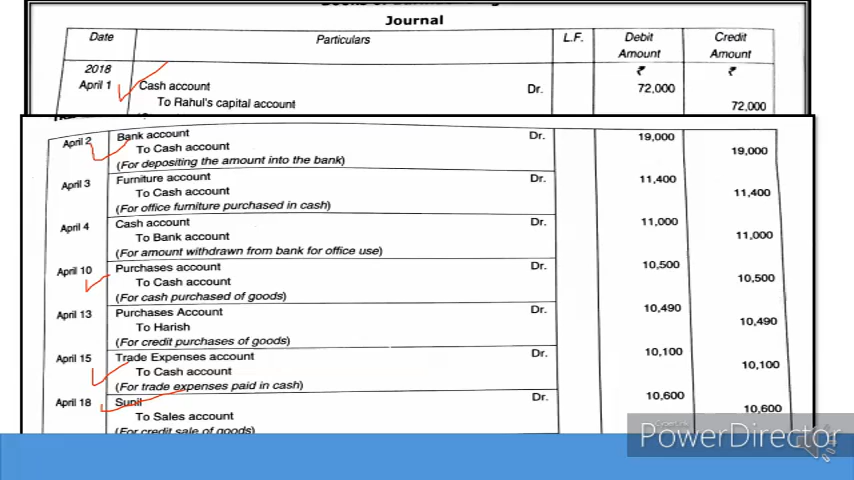 Journal
Date Particulars L.F. Debit Amount Credit Amount
2018 ₹ ₹
April 1 Cash account Dr. 72,000
To Rahul's capital account 72,000
April 2 Bank account Dr. 19,000
To Cash account 19,000
(For depositing the amount into the bank)
April 3 Furniture account Dr. 11,400
To Cash account 11,400
(For office furniture purchased in cash)
April 4 Cash account Dr. 11,000
To Bank account 11,000
(For amount withdrawn from bank for office use)
April 10 Purchases account Dr. 10,500
To Cash account 10,500
(For cash purchased of goods)
April 13 Purchases Account Dr. 10,490
To Harish 10,490
(For credit purchases of goods)
April 15 Trade Expenses account Dr. 10,100
To Cash account 10,100
(For trade expenses paid in cash)
April 18 Sunil Dr. 10,600
To Sales account 10,600
(For credit sale of goods)
CyberLink
PowerDirector